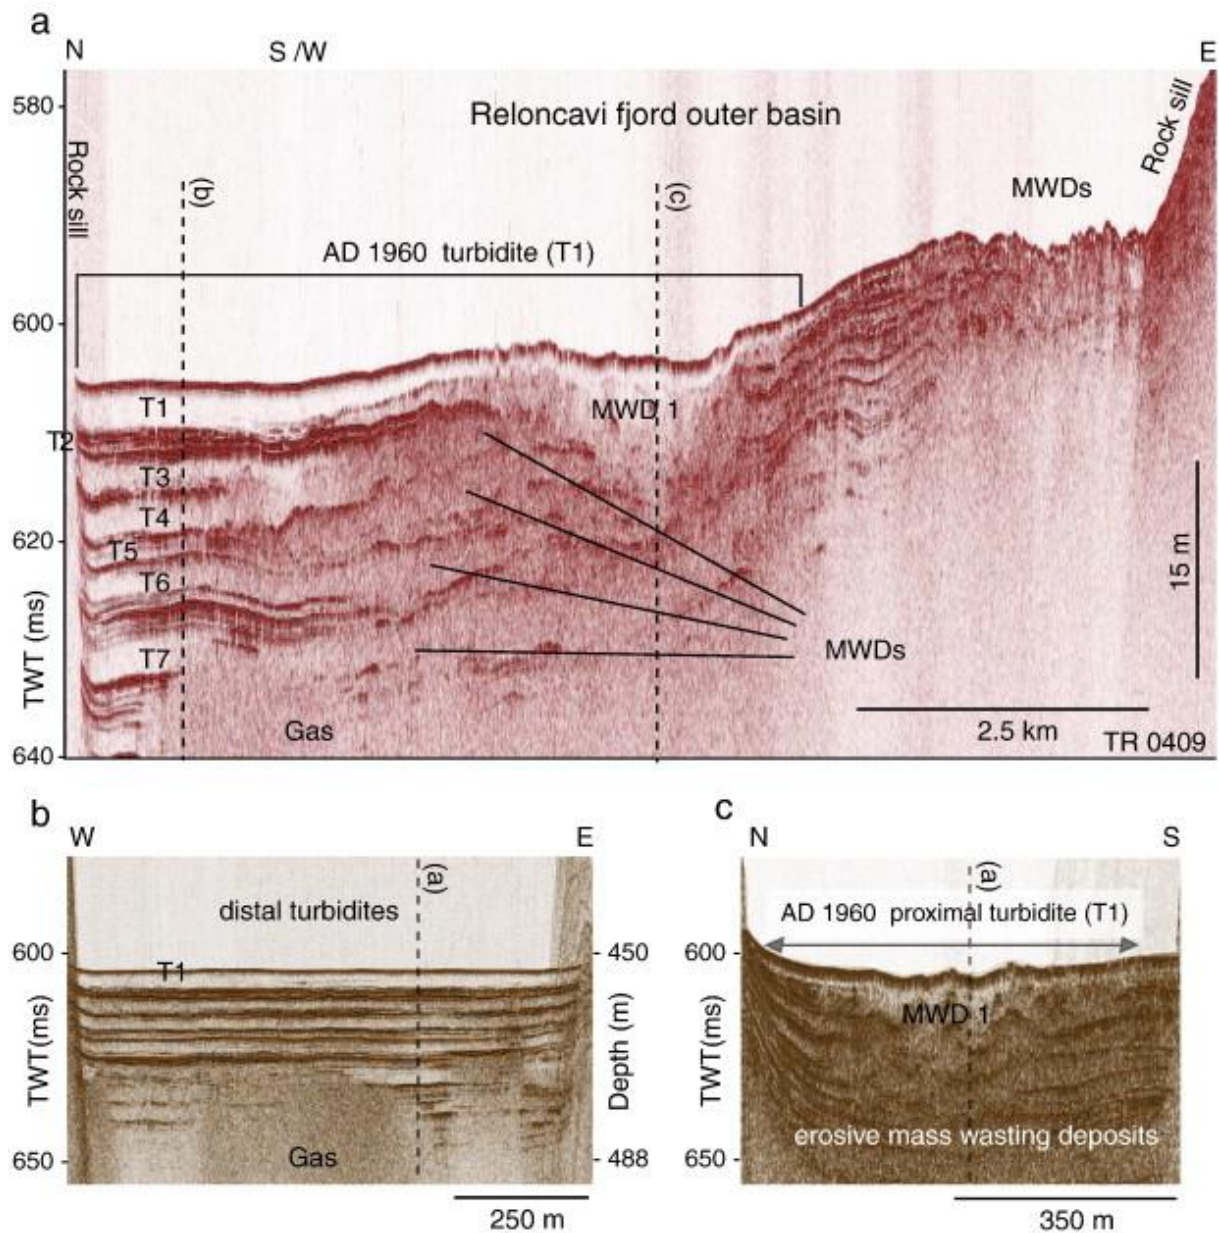 a
N
S /W
E
580
Reloncavi fjord outer basin
Rock sill
Rock sill
MWDs
(b)
(c)
AD 1960 turbidite (T1)
600
T1
MWD 1
T2
T3
T4
620
T5
T6
15 m
TWT (ms)
T7
MWDs
Gas
2.5 km
640
TR 0409
b
W
E
(a)
distal turbidites
600
450
T1
TWT(ms)
Depth (m)
Gas
650
488
250 m
c
N
S
(a)
AD 1960 proximal turbidite (T1)
600
MWD 1
TWT(ms)
erosive mass wasting deposits
650
350 m